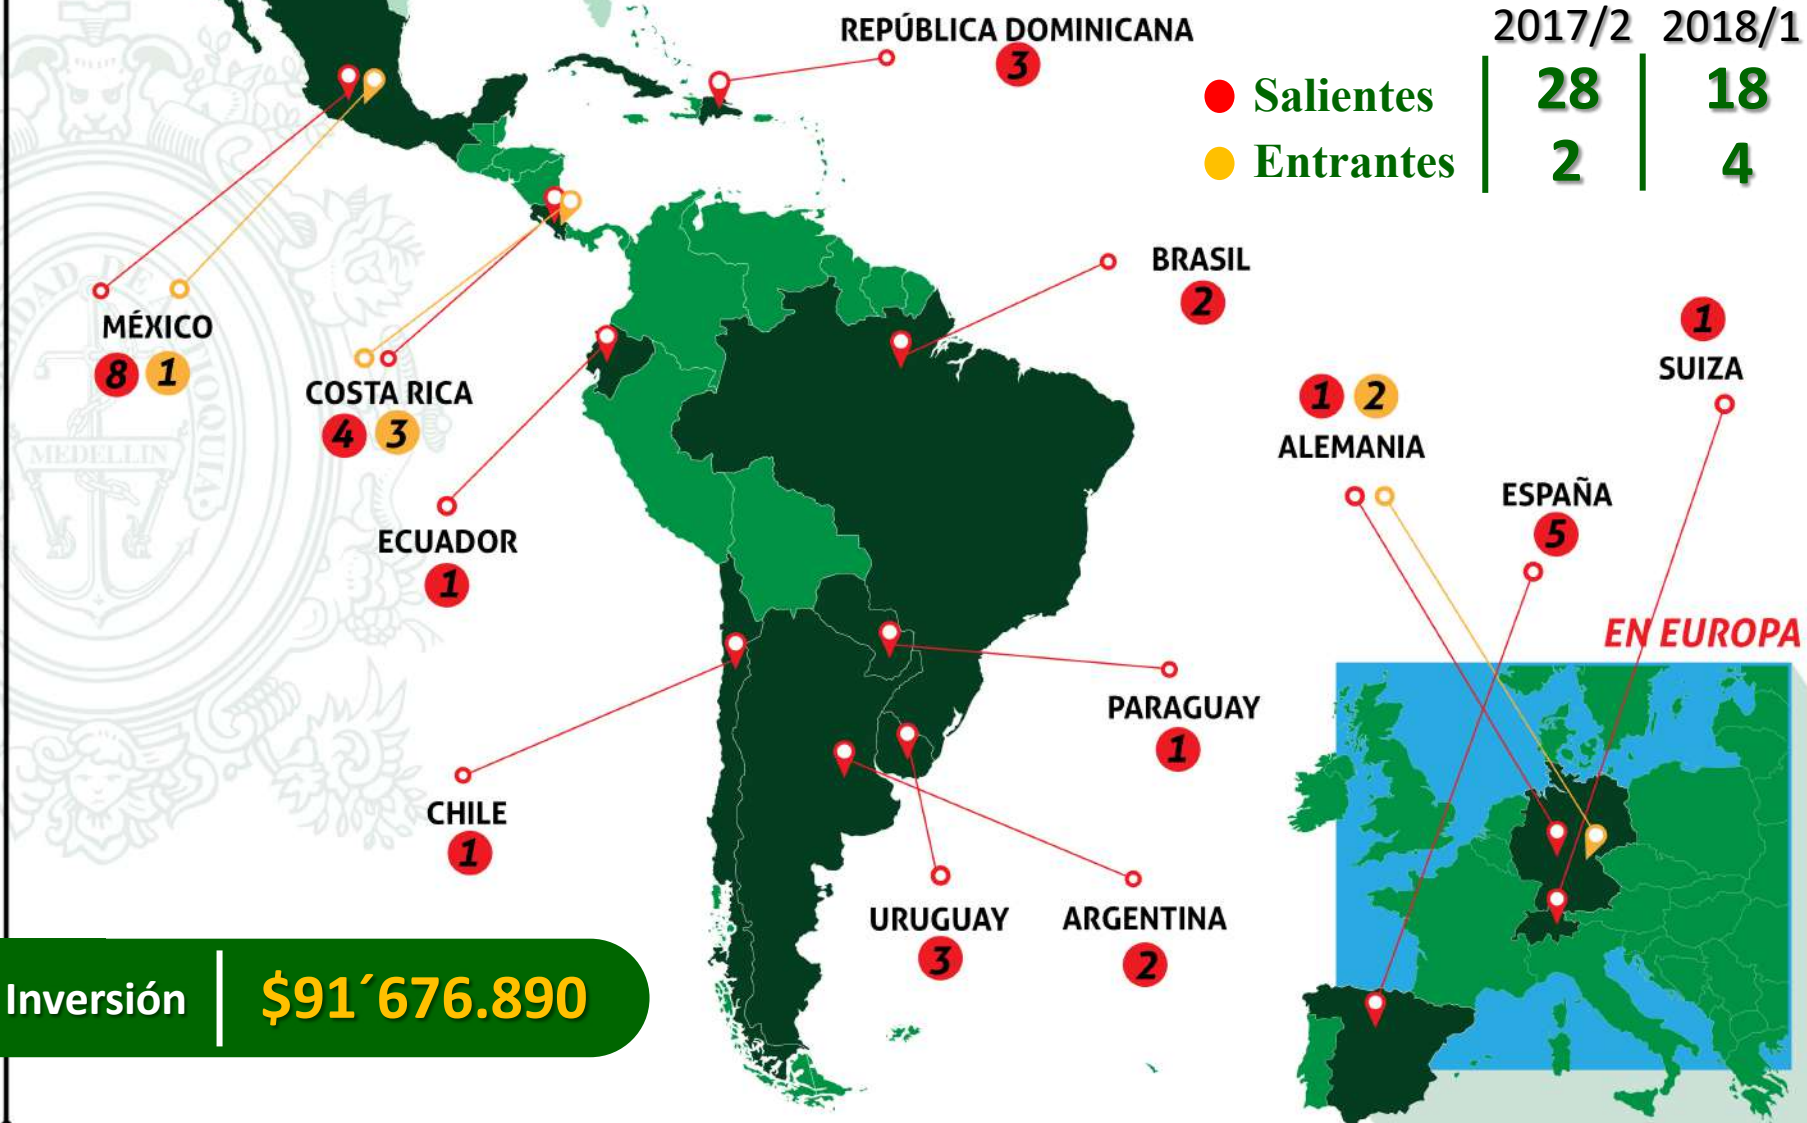 2017/2 2018/1
Salientes 28 18
Entrantes 2 4
REPÚBLICA DOMINICANA
3
MÉXICO
8 1
COSTA RICA
4 3
BRASIL
2
ECUADOR
1
CHILE
1
PARAGUAY
1
URUGUAY
3
ARGENTINA
2
1
SUIZA
1 2
ALEMANIA
ESPAÑA
5
EN EUROPA
Inversión $91´676.890
MEDELLIN